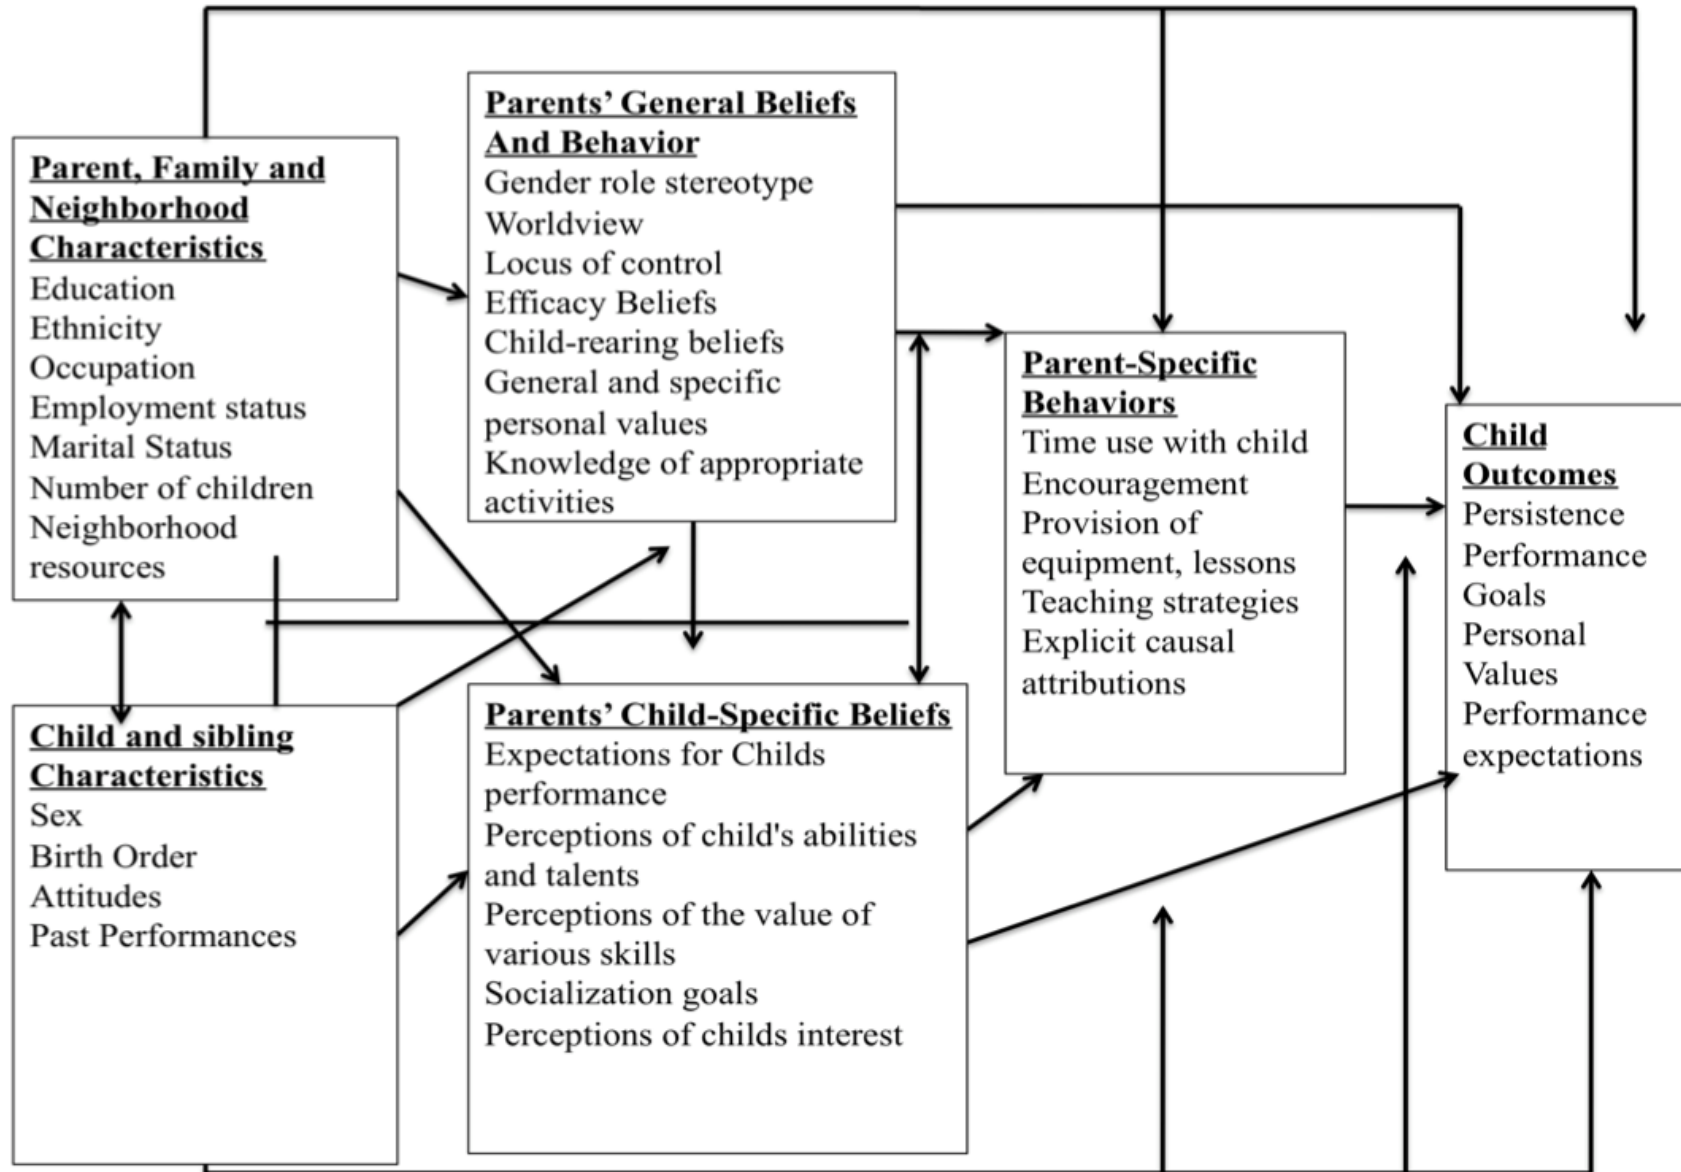 Parent, Family and
Neighborhood
Characteristics
Education
Ethnicity
Occupation
Employment status
Marital Status
Number of children
Neighborhood
resources
Child and sibling
Characteristics
Sex
Birth Order
Attitudes
Past Performances
Parents’ General Beliefs
And Behavior
Gender role stereotype
Worldview
Locus of control
Efficacy Beliefs
Child-rearing beliefs
General and specific
personal values
Knowledge of appropriate
activities
Parents’ Child-Specific Beliefs
Expectations for Childs
performance
Perceptions of child's abilities
and talents
Perceptions of the value of
various skills
Socialization goals
Perceptions of childs interest
Parent-Specific
Behaviors
Time use with child
Encouragement
Provision of
equipment, lessons
Teaching strategies
Explicit causal
attributions
Child
Outcomes
Persistence
Performance
Goals
Personal
Values
Performance
expectations